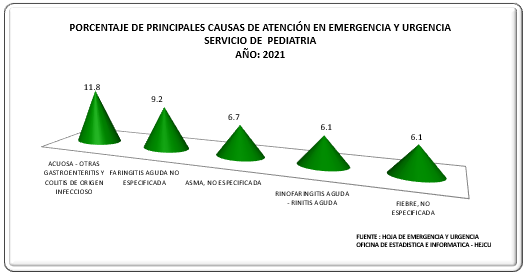 PORCENTAJE DE PRINCIPALES CAUSAS DE ATENCIÓN EN EMERGENCIA Y URGENCIA
SERVICIO DE PEDIATRIA
AÑO: 2021
11.8
9.2
6.7
6.1
6.1
ACUOSA - OTRAS
GASTROENTERITIS Y
COLITIS DE ORIGEN
INFECCIOSO
FARINGITIS AGUDA NO
ESPECIFICADA
ASMA, NO ESPECIFICADA
RINOFARINGITIS AGUDA
- RINITIS AGUDA
FIEBRE, NO
ESPECIFICADA
FUENTE : HOJA DE EMERGENCIA Y URGENCIA
OFICINA DE ESTADISTICA E INFORMATICA - HEJCU